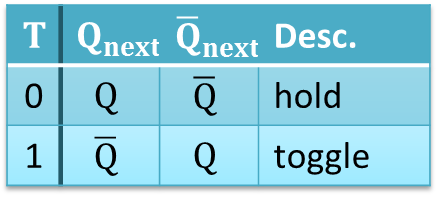 T Qnext Q̅next Desc.
0 Q Q̅ hold
1 Q̅ Q toggle